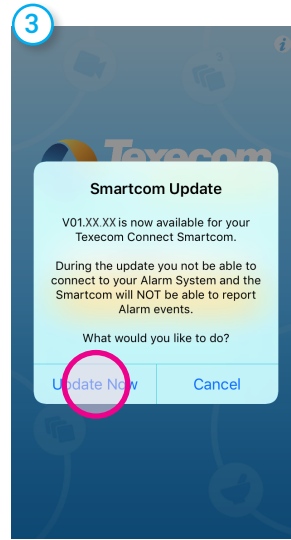 3
i
Texecom
Smartcom Update
V01.XX.XX is now available for your
Texecom Connect Smartcom.
During the update you not be able to
connect to your Alarm System and the
Smartcom will NOT be able to report
Alarm events.
What would you like to do?
Update Now Cancel